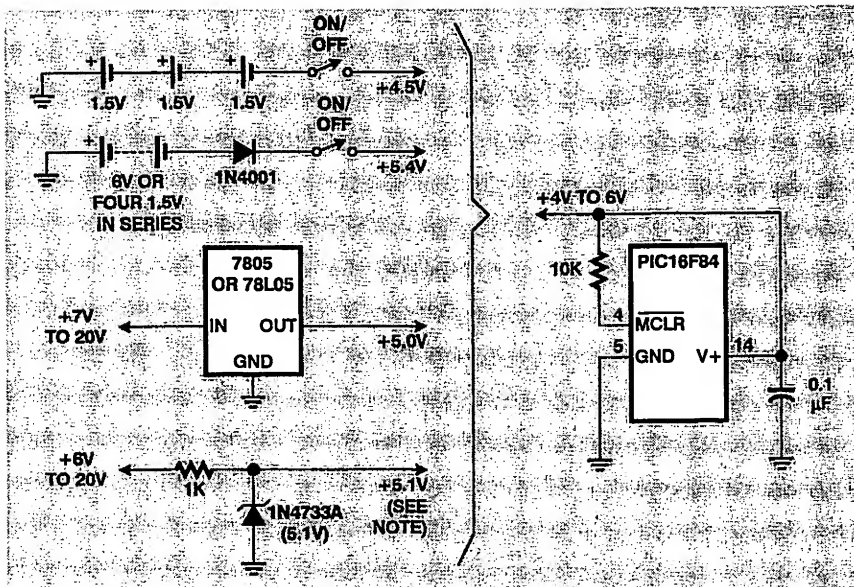 ON/
OFF
+ + +
1.5V 1.5V 1.5V
+4.5V
ON/
OFF
+
1N4001
+5.4V
6V OR
FOUR 1.5V
IN SERIES
7805
OR 78L05
+7V
TO 20V
IN OUT
GND
+5.0V
+6V
TO 20V
1K
1N4733A
(5.1V)
+5.1V
(SEE
NOTE)
+4V TO 6V
10K
PIC16F84
4 MCLR
5 GND V+ 14
0.1
µF